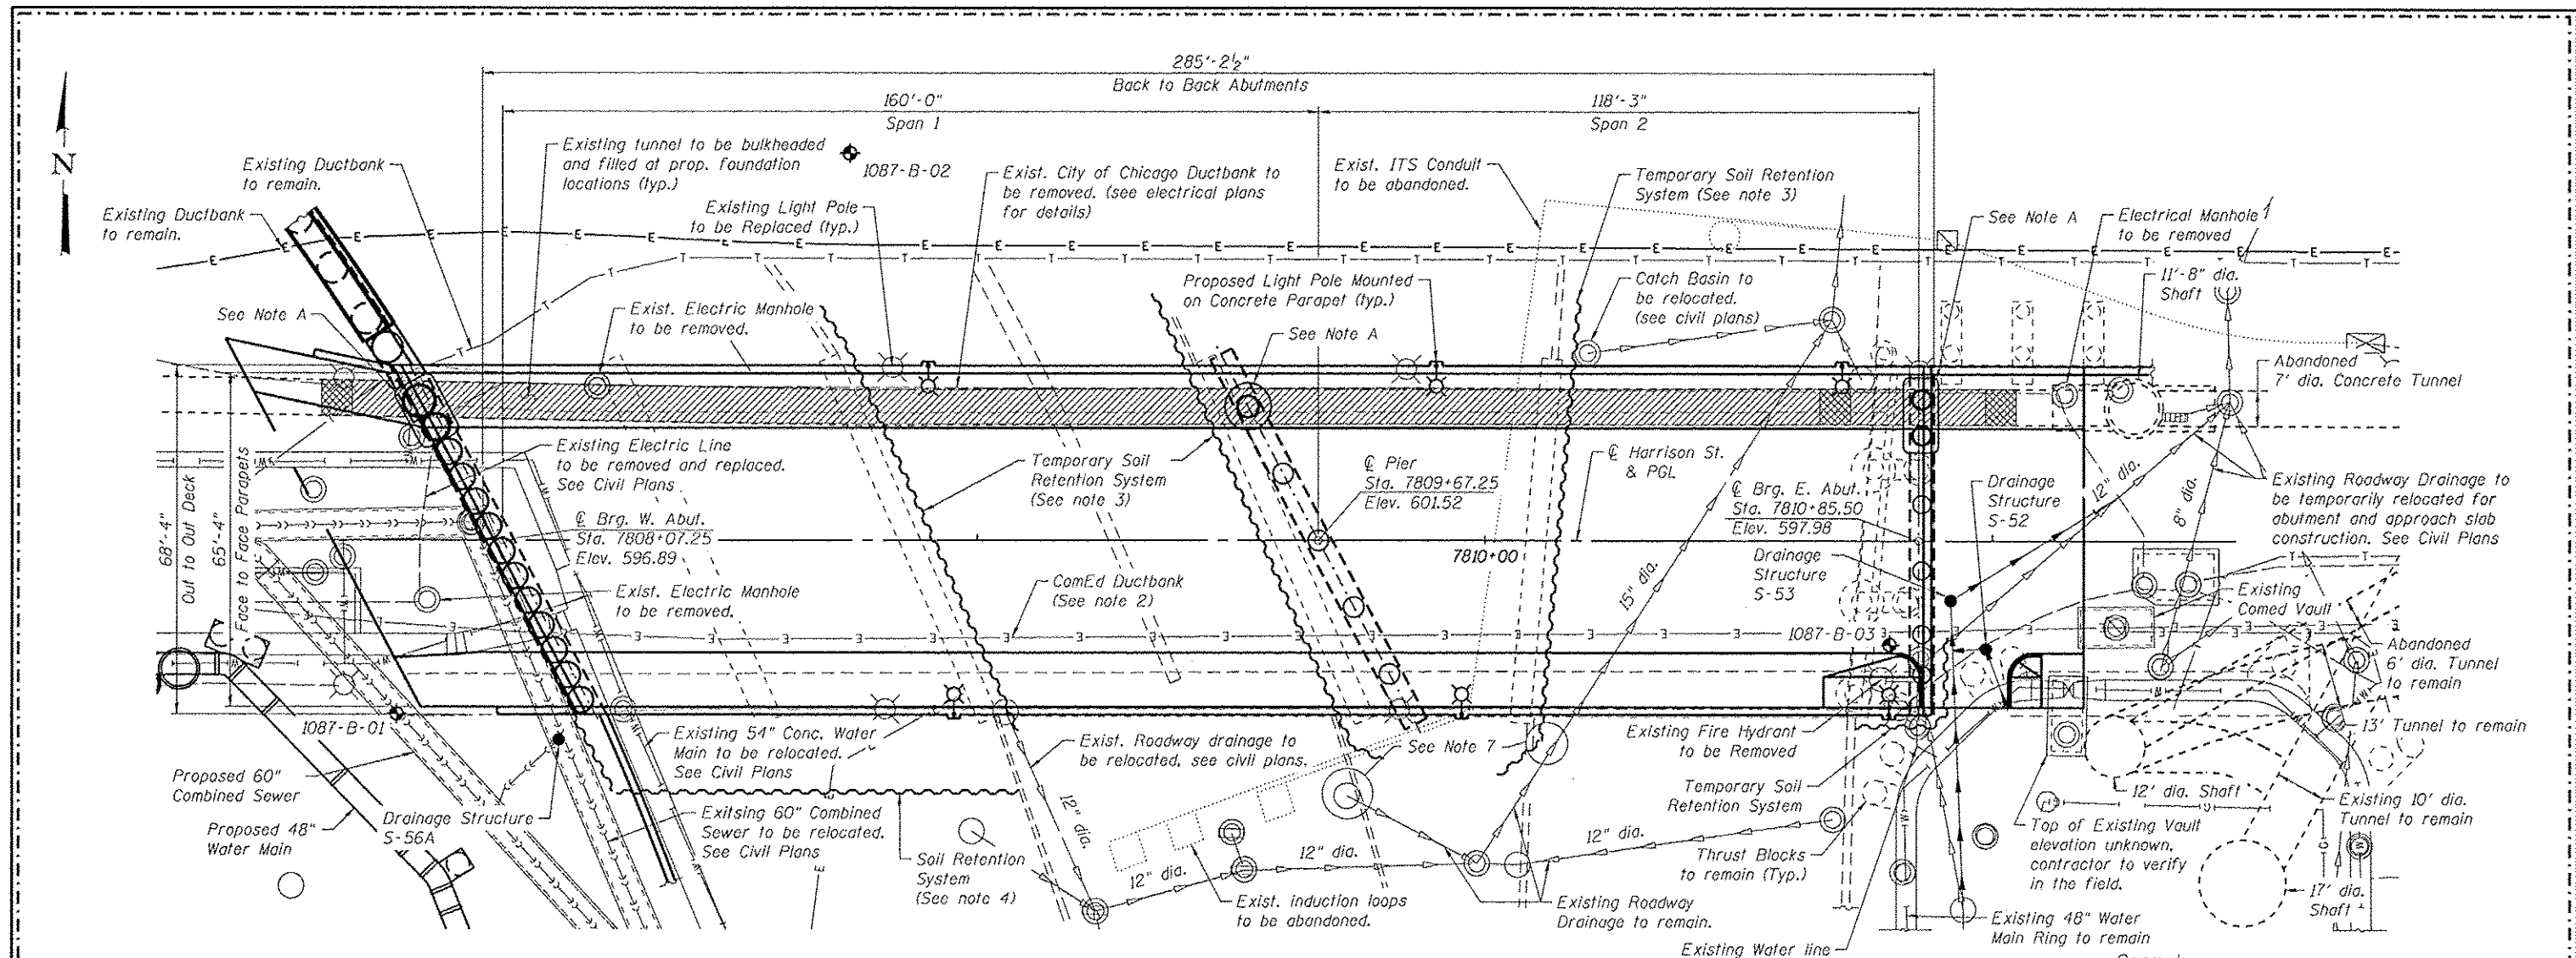 285'-2½"
Back to Back Abutments
160'-0"
Span 1
118'-3"
Span 2
N
Existing Ductbank
to remain.
Existing Ductbank
to remain.
Existing tunnel to be bulkheaded
and filled at prop. foundation
locations (typ.)
1087-B-02
Existing Light Pole
to be Replaced (typ.)
Exist. City of Chicago Ductbank to
be removed. (see electrical plans
for details)
Exist. ITS Conduit
to be abandoned.
Temporary Soil Retention
System (See note 3)
See Note A
Electrical Manhole
to be removed
11'-8" dia.
Shaft
See Note A
Exist. Electric Manhole
to be removed.
Proposed Light Pole Mounted
on Concrete Parapet (typ.)
See Note A
Catch Basin to
be relocated.
(see civil plans)
Abandoned
7' dia. Concrete Tunnel
68'-4"
Out to Out Deck
65'-4"
Face to Face Parapets
Existing Electric Line
to be removed and replaced.
See Civil Plans
℄ Brg. W. Abut.
Sta. 7808+07.25
Elev. 596.89
Exist. Electric Manhole
to be removed.
Temporary Soil
Retention System
(See note 3)
℄ Pier
Sta. 7809+67.25
Elev. 601.52
℄ Harrison St.
& PGL
7810+00
℄ Brg. E. Abut.
Sta. 7810+85.50
Elev. 597.98
Drainage
Structure
S-53
Drainage
Structure
S-52
12" dia.
8" dia.
15" dia.
Existing Roadway Drainage to
be temporarily relocated for
abutment and approach slab
construction. See Civil Plans
ComEd Ductbank
(See note 2)
Existing
Comed Vault
1087-B-03
Abandoned
6' dia. Tunnel
to remain
13' Tunnel to remain
1087-B-01
Proposed 60"
Combined Sewer
Proposed 48"
Water Main
Drainage Structure
S-56A
Existing 54" Conc. Water
Main to be relocated.
See Civil Plans
Exitsing 60" Combined
Sewer to be relocated.
See Civil Plans
Soil Retention
System
(See note 4)
Exist. Roadway drainage to
be relocated, see civil plans.
12" dia.
See Note 7
12" dia.
12" dia.
12" dia.
Exist. induction loops
to be abandoned.
Existing Roadway
Drainage to remain.
Existing Fire Hydrant
to be Removed
Temporary Soil
Retention System
Thrust Blocks
to remain (Typ.)
Existing Water line
12' dia. Shaft
Top of Existing Vault
elevation unknown,
contractor to verify
in the field.
Existing 10' dia.
Tunnel to remain
17' dia.
Shaft
Existing 48" Water
Main Ring to remain